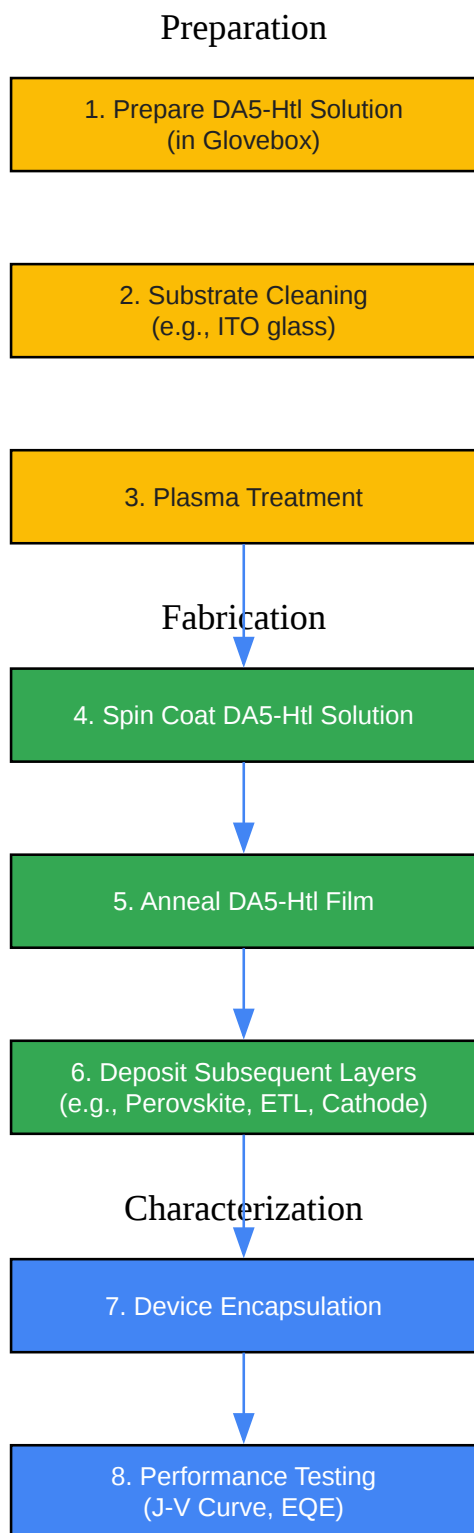 Preparation
1. Prepare DA5-Htl Solution
(in Glovebox)
2. Substrate Cleaning
(e.g., ITO glass)
3. Plasma Treatment
Fabrication
4. Spin Coat DA5-Htl Solution
5. Anneal DA5-Htl Film
6. Deposit Subsequent Layers
(e.g., Perovskite, ETL, Cathode)
Characterization
7. Device Encapsulation
8. Performance Testing
(J-V Curve, EQE)